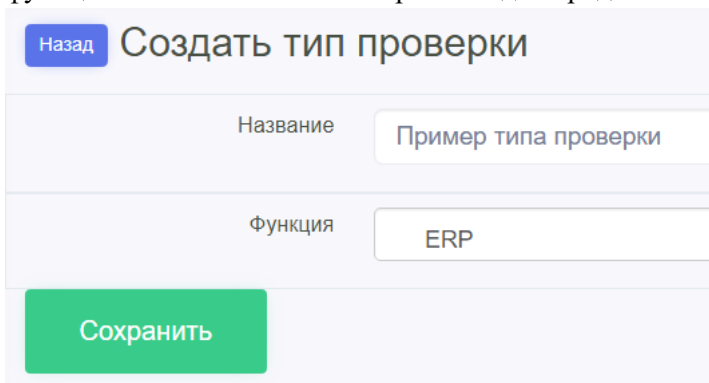 Назад Создать тип проверки
Название Пример типа проверки
Функция ERP
Сохранить